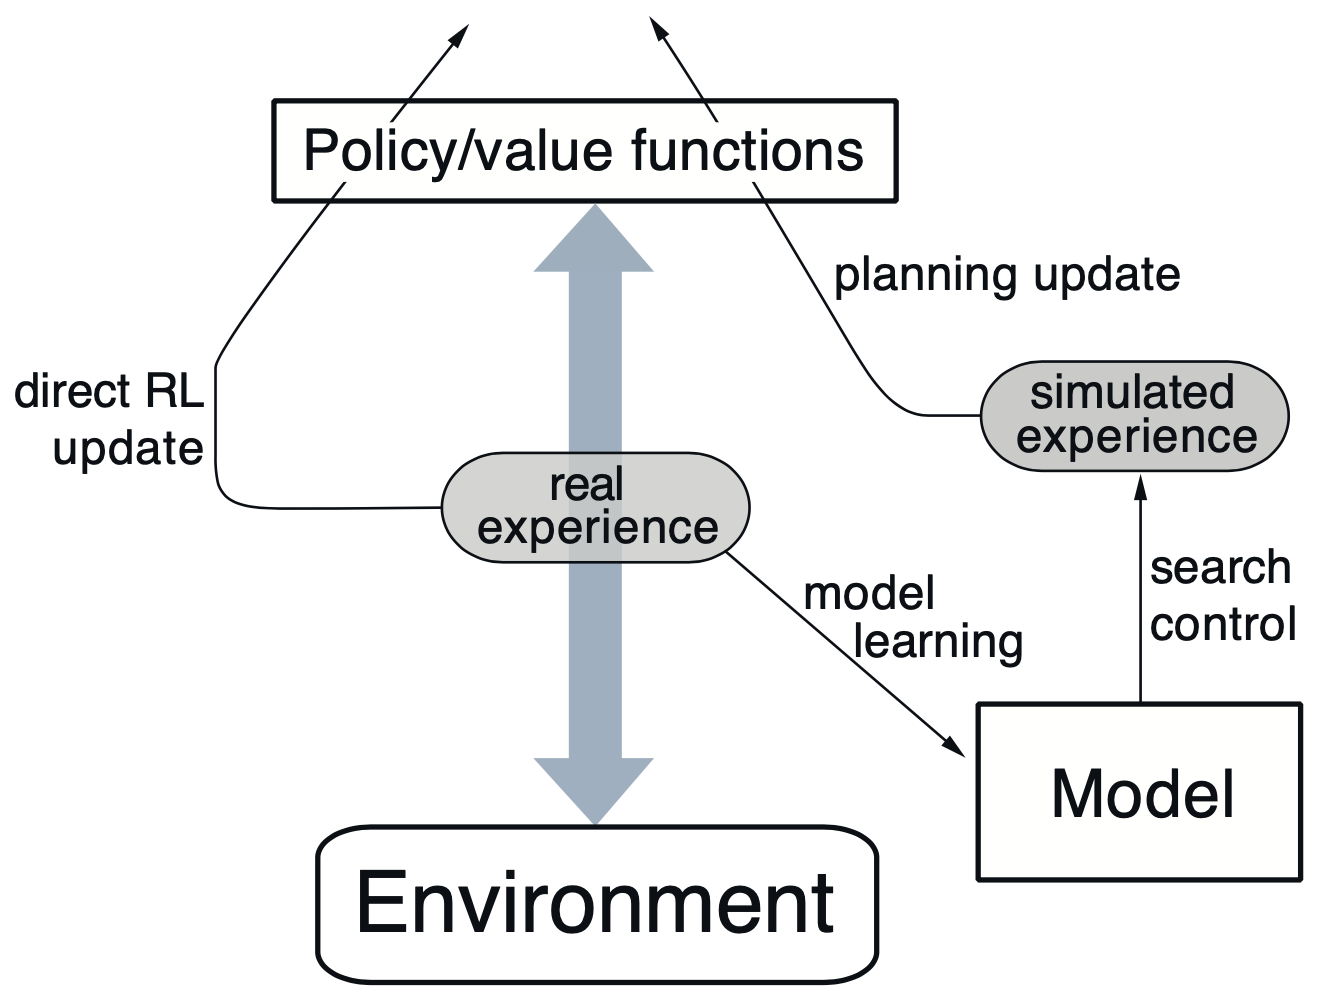 Policy/value functions
planning update
direct RL
update
simulated
experience
real
experience
model
learning
search
control
Model
Environment